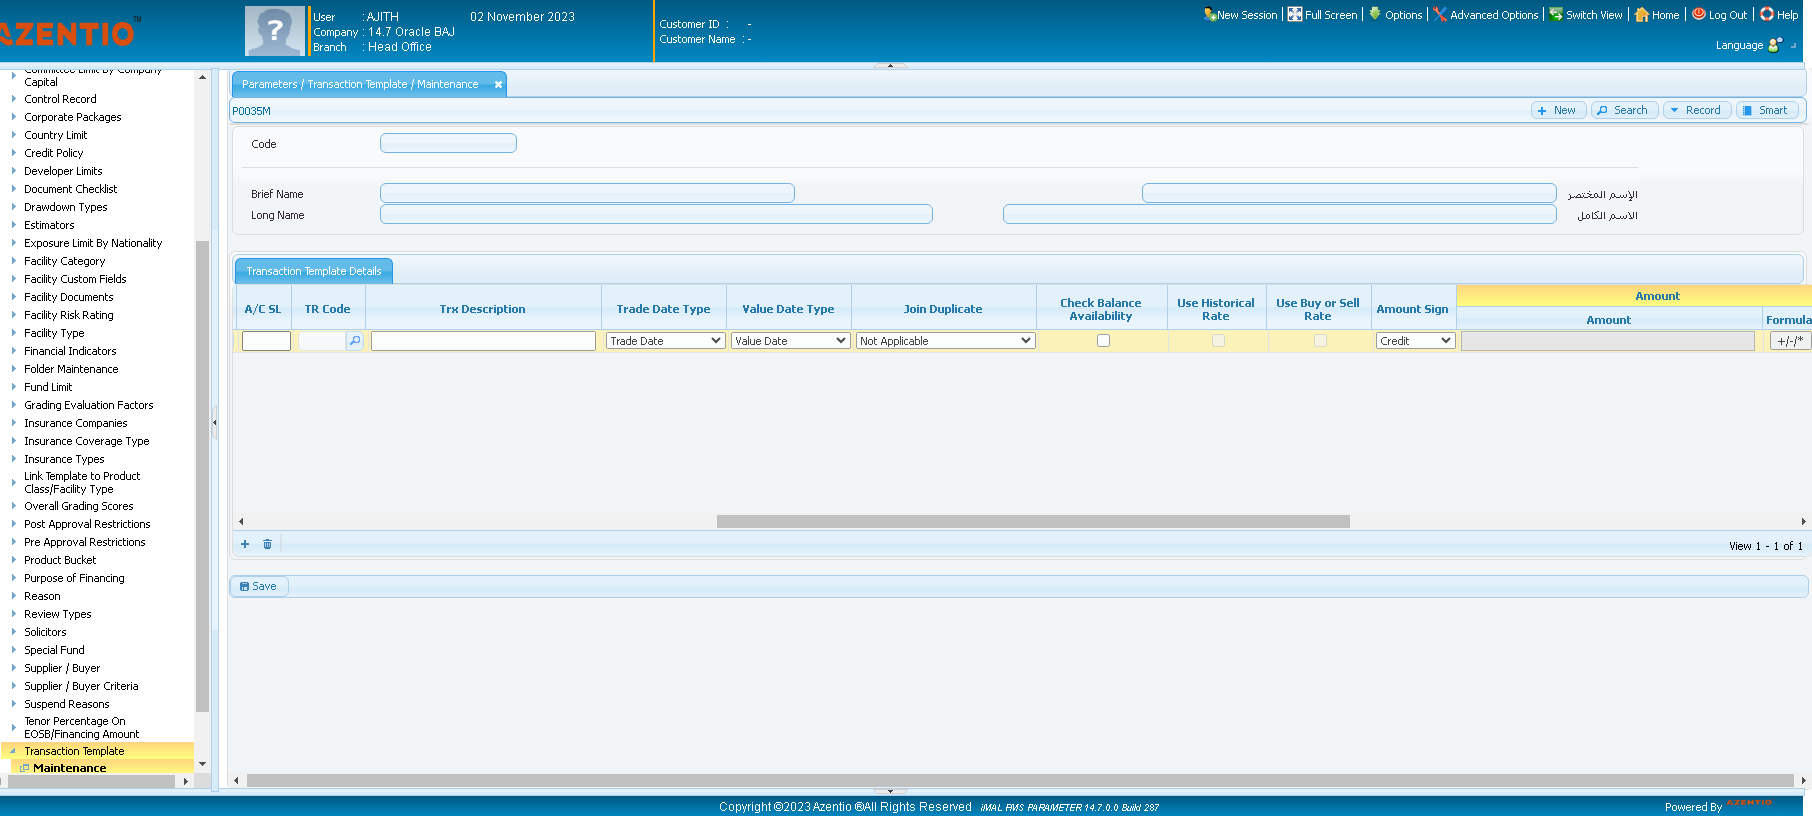 AZENTIO™
User : AJITH 02 November 2023
Company : 14.7 Oracle BAJ
Branch : Head Office
Customer ID : -
Customer Name : -
New Session | Full Screen | Options | Advanced Options | Switch View | Home | Log Out | Help
Language
Committee Limit By Company
Capital
Control Record
Corporate Packages
Country Limit
Credit Policy
Developer Limits
Document Checklist
Drawdown Types
Estimators
Exposure Limit By Nationality
Facility Category
Facility Custom Fields
Facility Documents
Facility Risk Rating
Facility Type
Financial Indicators
Folder Maintenance
Fund Limit
Grading Evaluation Factors
Insurance Companies
Insurance Coverage Type
Insurance Types
Link Template to Product
Class/Facility Type
Overall Grading Scores
Post Approval Restrictions
Pre Approval Restrictions
Product Bucket
Purpose of Financing
Reason
Review Types
Solicitors
Special Fund
Supplier / Buyer
Supplier / Buyer Criteria
Suspend Reasons
Tenor Percentage On
EOSB/Financing Amount
Transaction Template
Maintenance
Parameters / Transaction Template / Maintenance
P0035M
New Search Record Smart
Code
Brief Name الإسم المختصر
Long Name الاسم الكامل
Transaction Template Details
A/C SL TR Code Trx Description Trade Date Type Value Date Type Join Duplicate Check Balance Availability Use Historical Rate Use Buy or Sell Rate Amount Sign Amount
Amount Formula
Trade Date Value Date Not Applicable Credit +/-/*
View 1 - 1 of 1
Save
Copyright ©2023 Azentio ®All Rights Reserved iMAL RMS PARAMETER 14.7.0.0 Build 287
Powered By AZENTIO